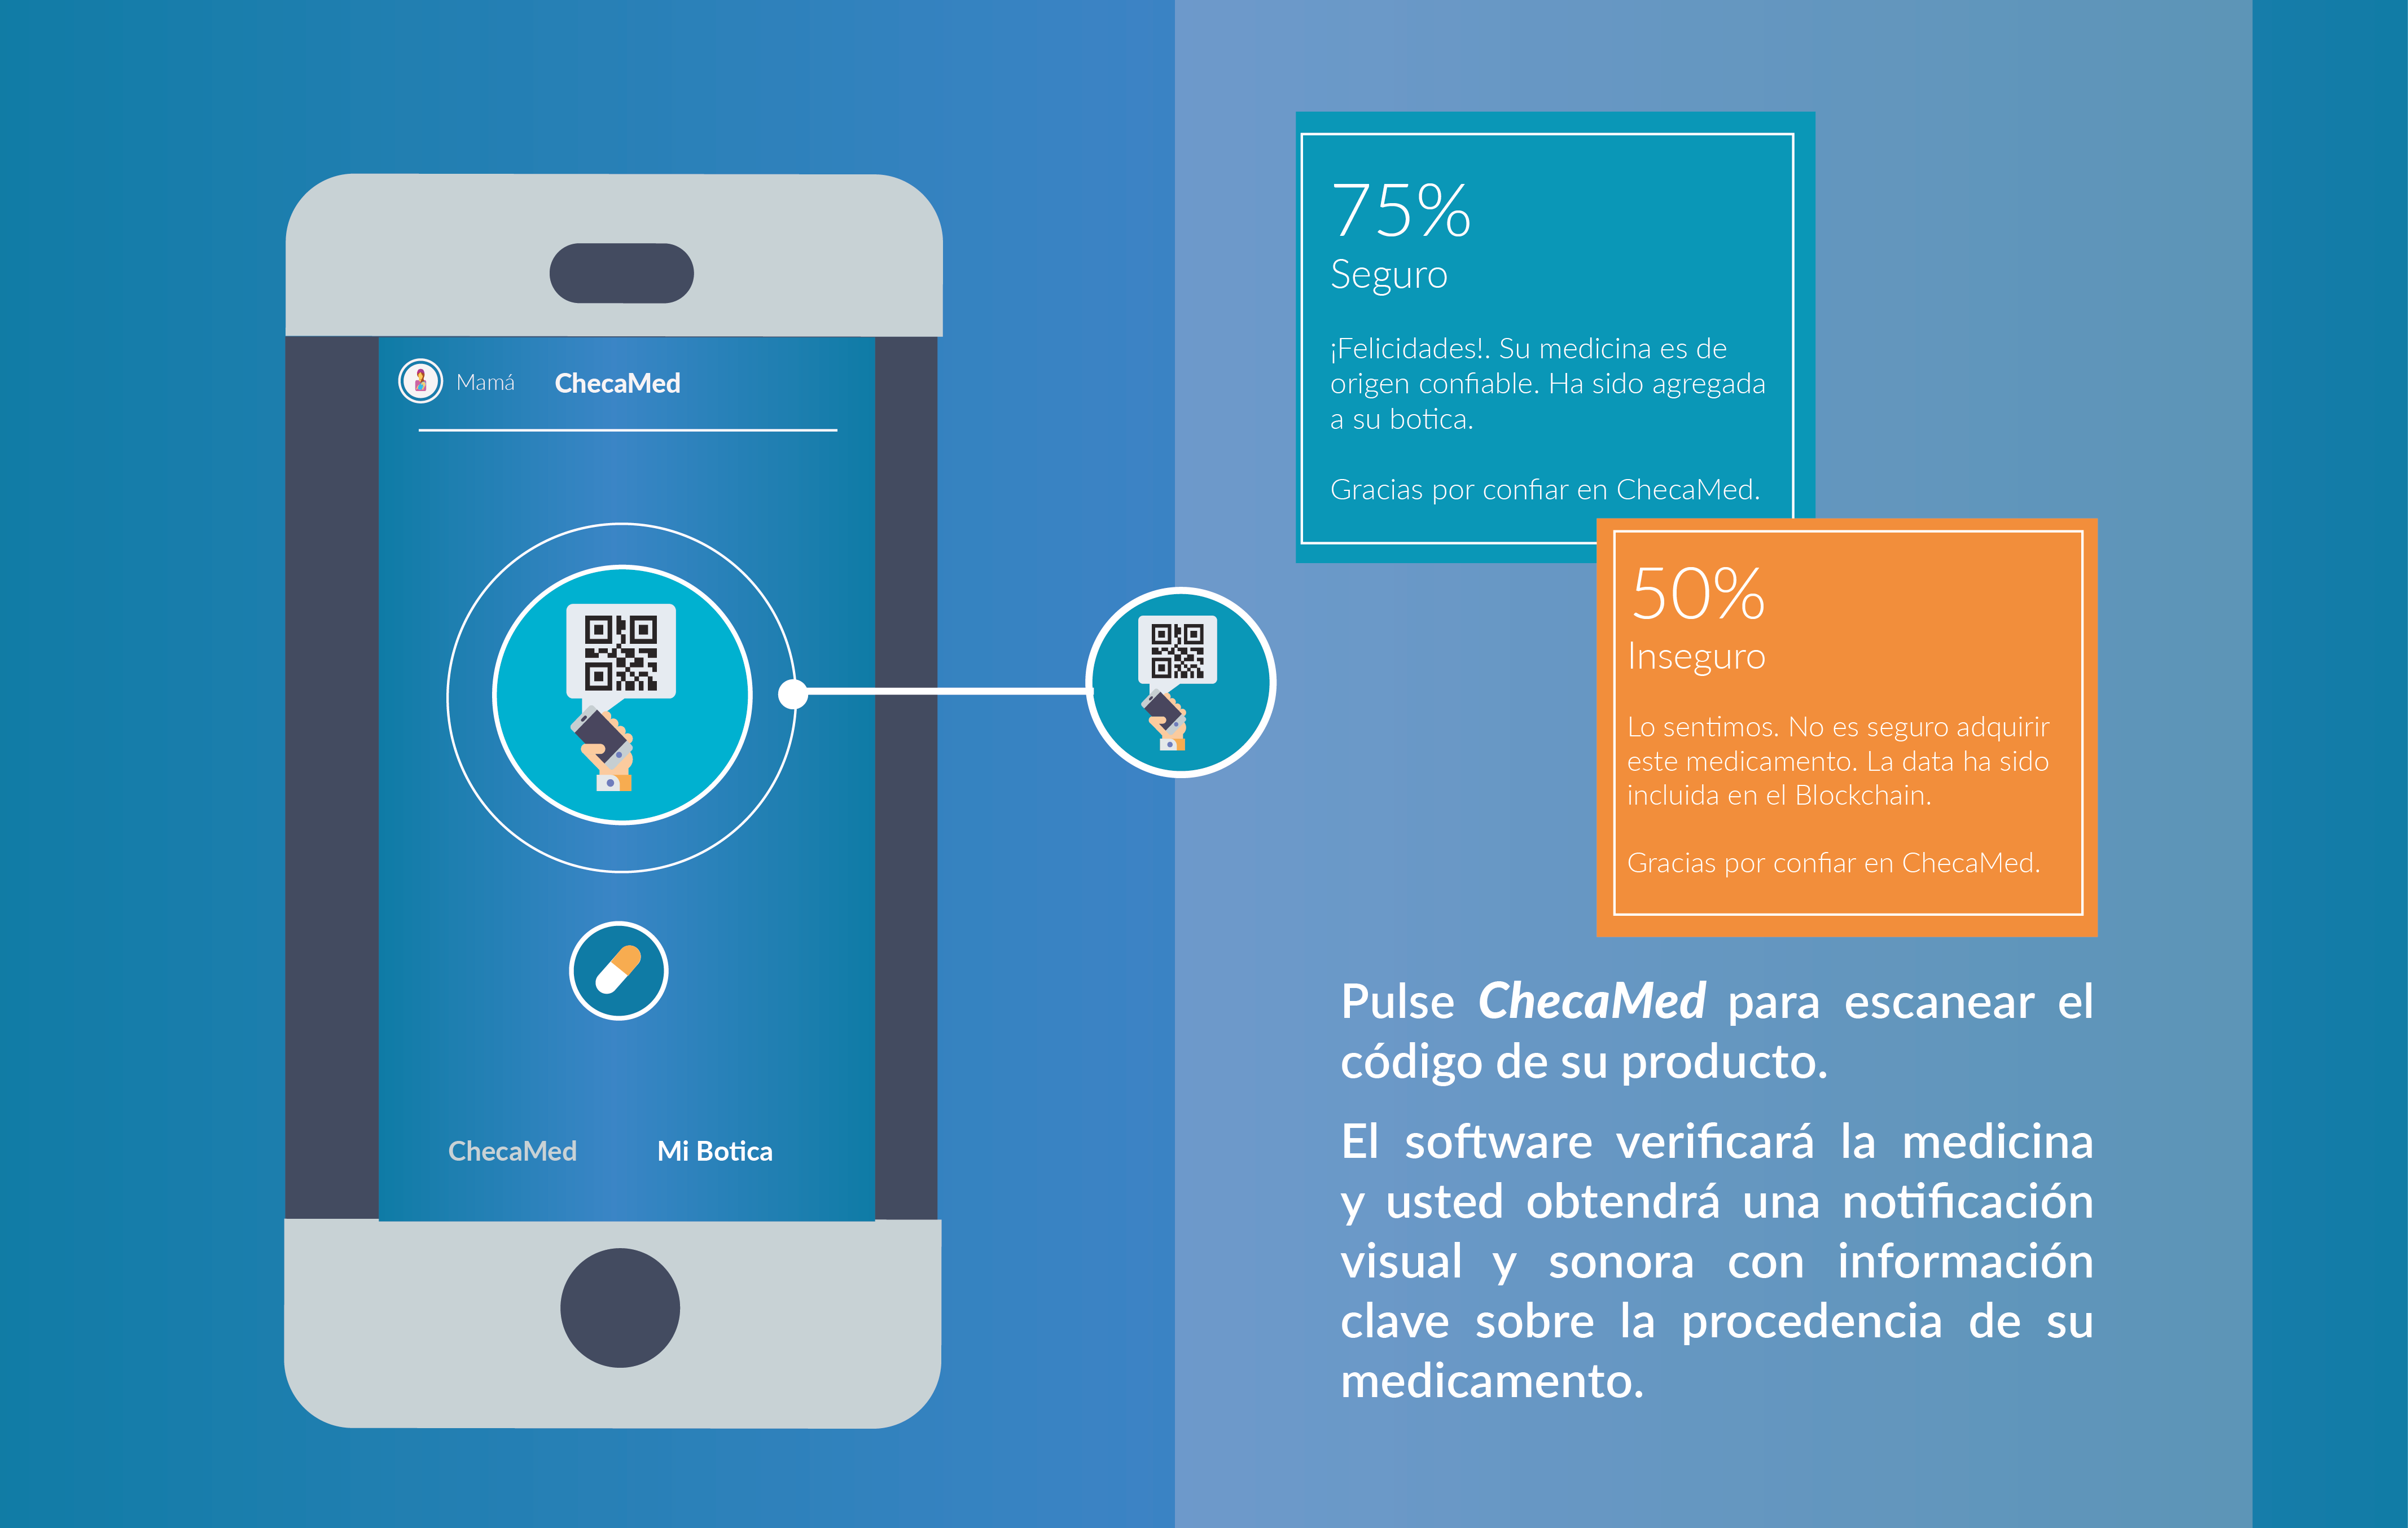 Mamá ChecaMed
ChecaMed Mi Botica
75%
Seguro
¡Felicidades!. Su medicina es de
origen confiable. Ha sido agregada
a su botica.
Gracias por confiar en ChecaMed.
50%
Inseguro
Lo sentimos. No es seguro adquirir
este medicamento. La data ha sido
incluida en el Blockchain.
Gracias por confiar en ChecaMed.
Pulse ChecaMed para escanear el
código de su producto.
El software verificará la medicina
y usted obtendrá una notificación
visual y sonora con información
clave sobre la procedencia de su
medicamento.